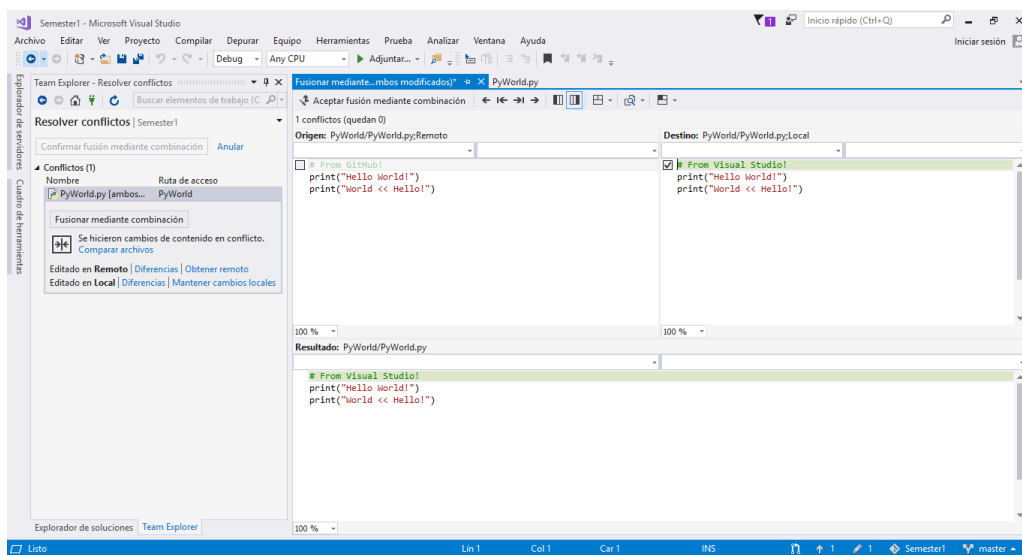 Semester1 - Microsoft Visual Studio
1
Inicio rápido (Ctrl+Q)
Archivo Editar Ver Proyecto Compilar Depurar Equipo Herramientas Prueba Analizar Ventana Ayuda
Iniciar sesión
Debug Any CPU Adjuntar...
Explorador de servidores
Cuadro de herramientas
Team Explorer - Resolver conflictos
Buscar elementos de trabajo (C
Resolver conflictos | Semester1
Confirmar fusión mediante combinación Anular
Conflictos (1)
Nombre Ruta de acceso
PyWorld.py [ambos... PyWorld
Fusionar mediante combinación
Se hicieron cambios de contenido en conflicto.
Comparar archivos
Editado en Remoto | Diferencias | Obtener remoto
Editado en Local | Diferencias | Mantener cambios locales
Explorador de soluciones Team Explorer
Fusionar mediante...mbos modificados)* PyWorld.py
Aceptar fusión mediante combinación
1 conflictos (quedan 0)
Origen: PyWorld/PyWorld.py;Remoto
# From GitHub!
print("Hello World!")
print("World << Hello!")
100 %
Destino: PyWorld/PyWorld.py;Local
# From Visual Studio!
print("Hello World!")
print("World << Hello!")
100 %
Resultado: PyWorld/PyWorld.py
# From Visual Studio!
print("Hello World!")
print("World << Hello!")
100 %
Listo Lín 1 Col 1 Car 1 INS 1 1 Semester1 master